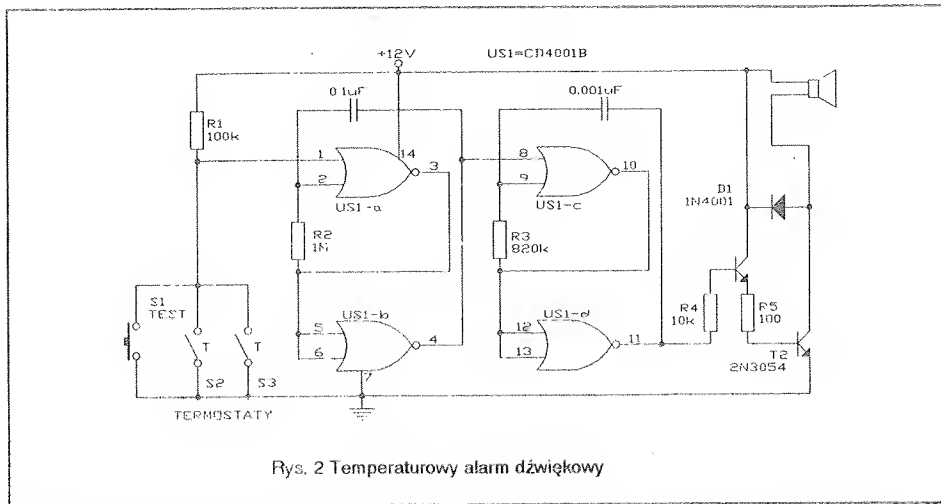 +12V
US1=CD4001B
0.1uF
0.001uF
R1
100k
1
2
14
3
US1-a
8
9
10
US1-c
D1
1N4001
R2
1M
R3
820k
S1
TEST
T
T
S2
S3
TERMOSTATY
5
6
US1-b
4
7
12
13
US1-d
11
R4
10k
R5
100
T2
2N3054
Rys. 2 Temperaturowy alarm dźwiękowy